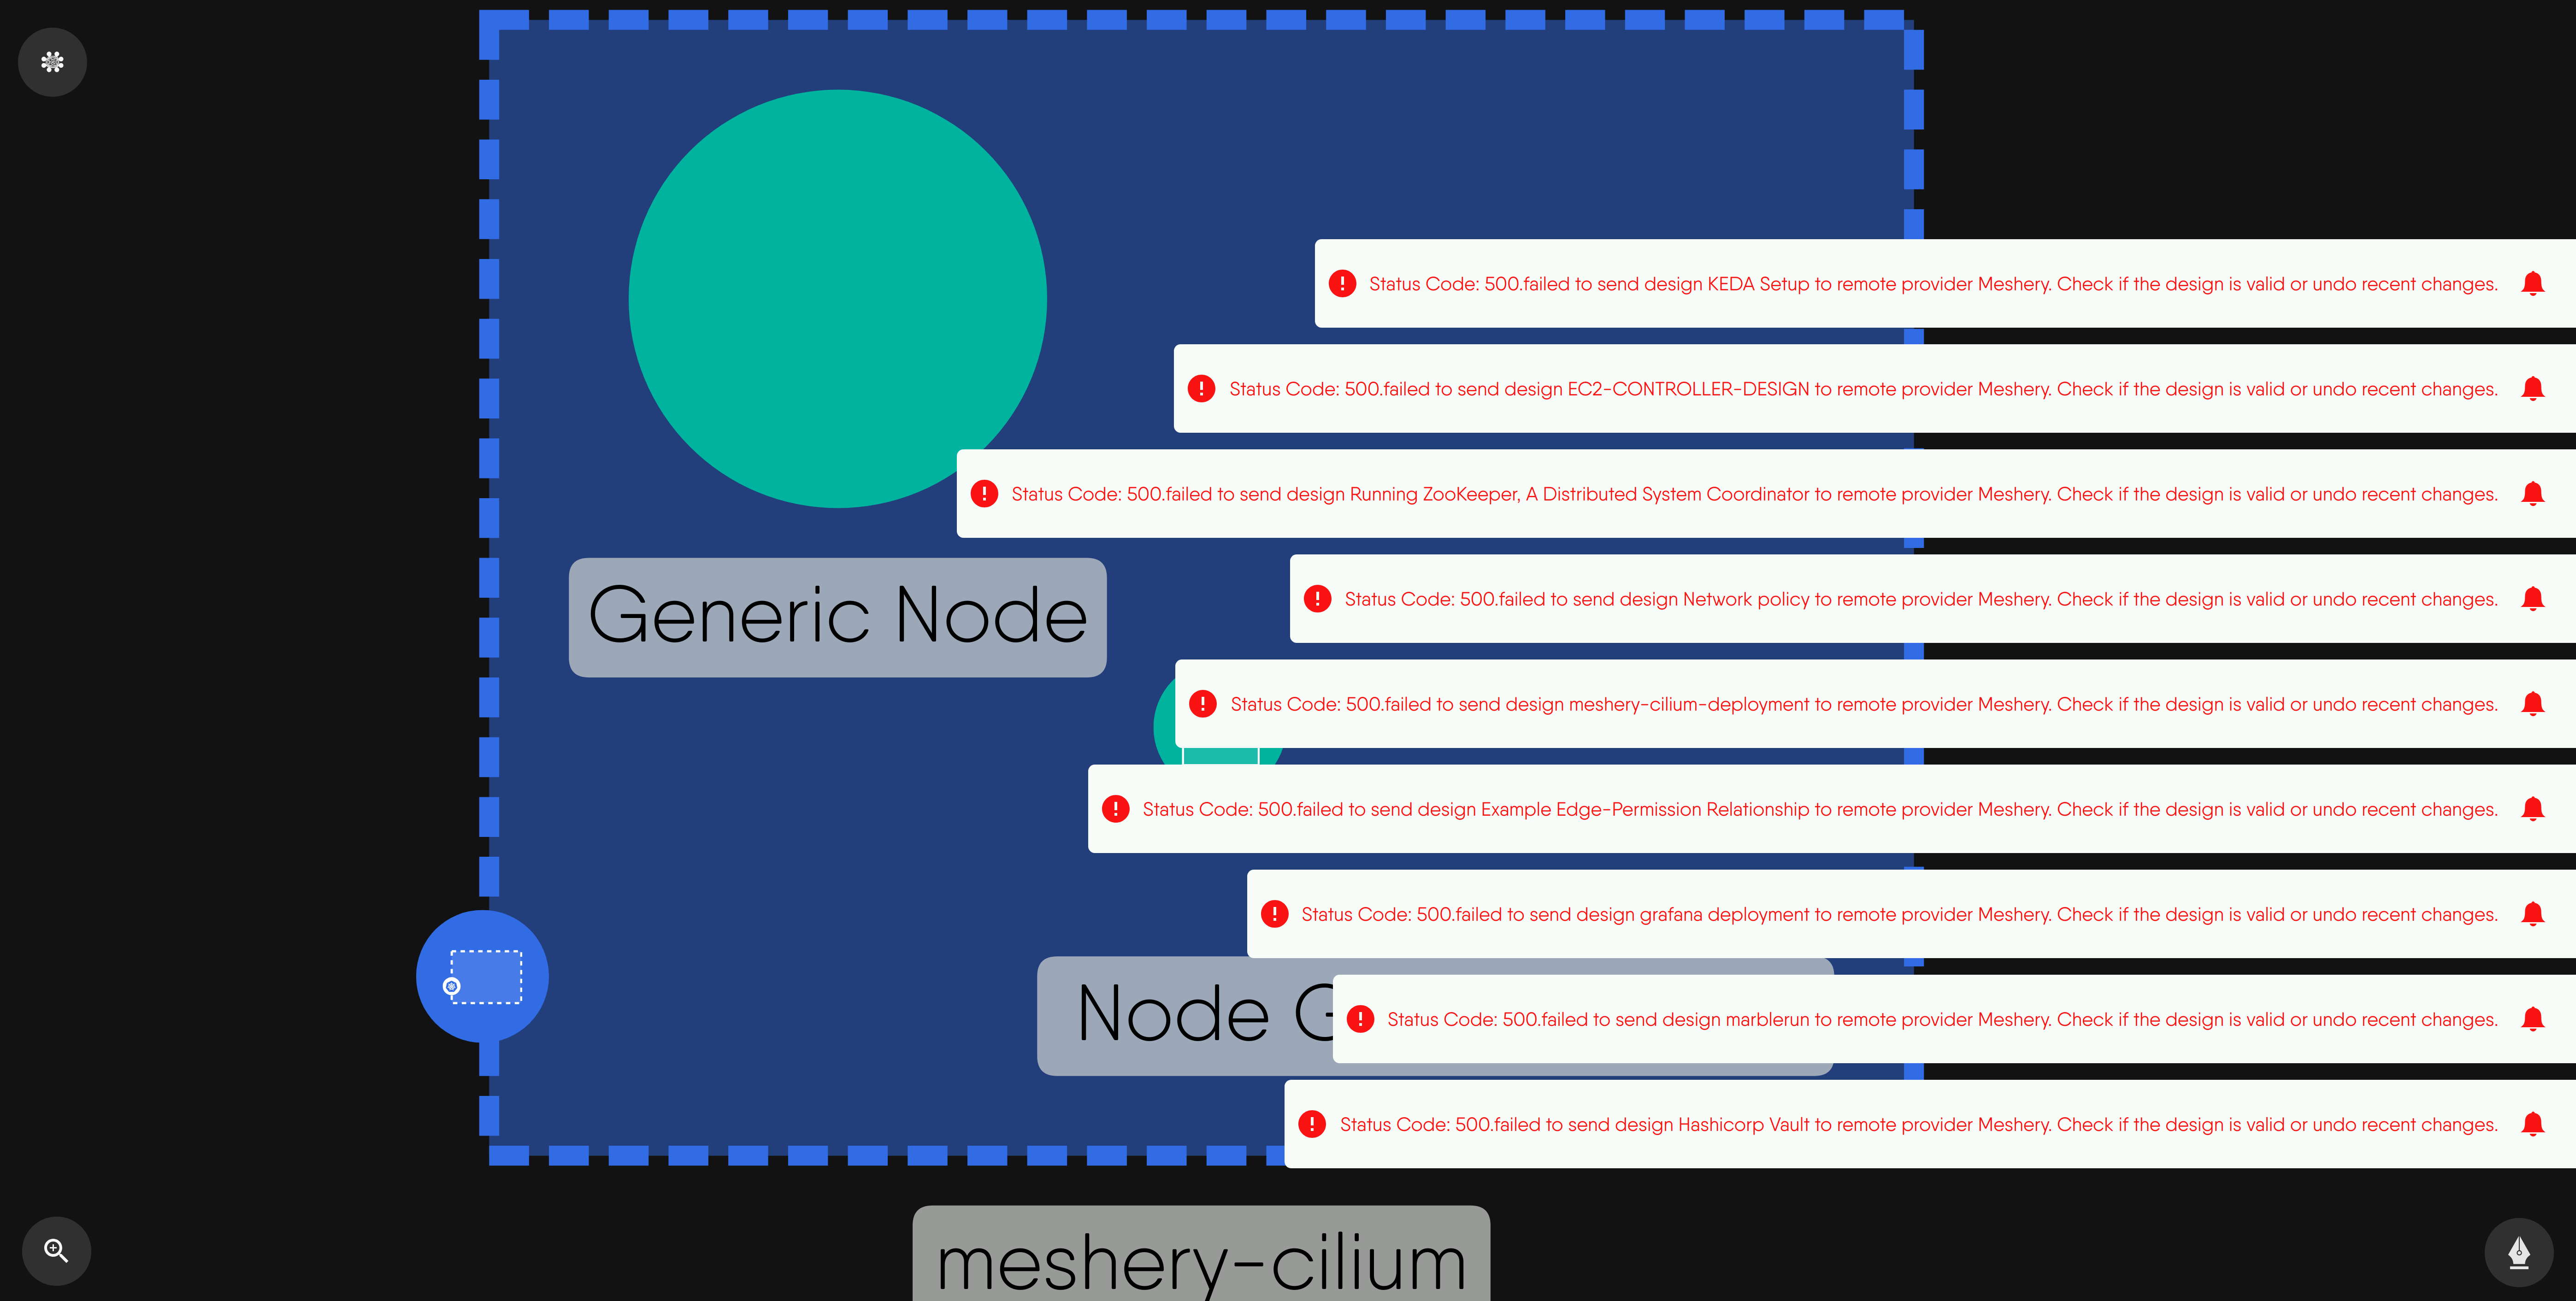 Status Code: 500.failed to send design KEDA Setup to remote provider Meshery. Check if the design is valid or undo recent changes.
Status Code: 500.failed to send design EC2-CONTROLLER-DESIGN to remote provider Meshery. Check if the design is valid or undo recent changes.
Status Code: 500.failed to send design Running ZooKeeper, A Distributed System Coordinator to remote provider Meshery. Check if the design is valid or undo recent changes.
Generic Node
Status Code: 500.failed to send design Network policy to remote provider Meshery. Check if the design is valid or undo recent changes.
Status Code: 500.failed to send design meshery-cilium-deployment to remote provider Meshery. Check if the design is valid or undo recent changes.
Status Code: 500.failed to send design Example Edge-Permission Relationship to remote provider Meshery. Check if the design is valid or undo recent changes.
Status Code: 500.failed to send design grafana deployment to remote provider Meshery. Check if the design is valid or undo recent changes.
Node
Status Code: 500.failed to send design marblerun to remote provider Meshery. Check if the design is valid or undo recent changes.
Status Code: 500.failed to send design Hashicorp Vault to remote provider Meshery. Check if the design is valid or undo recent changes.
meshery-cilium